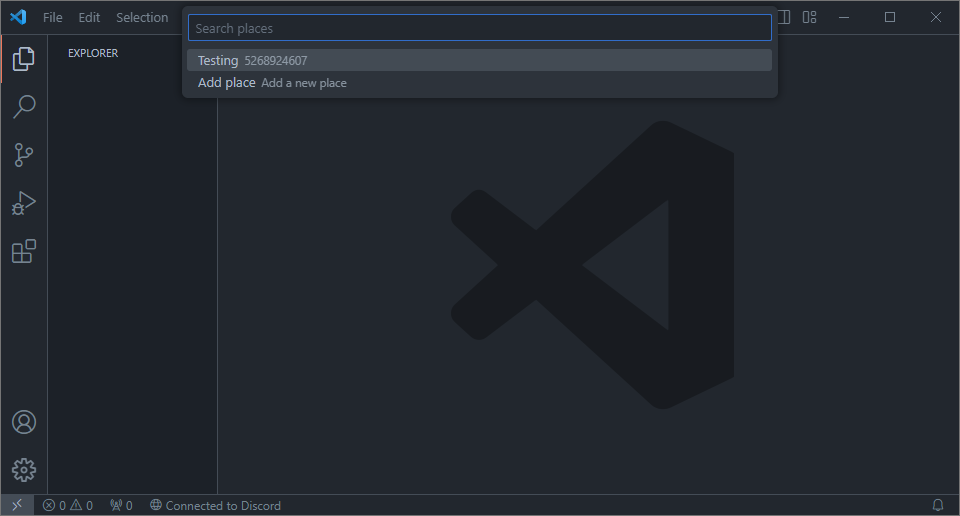 File Edit Selection
Search places
EXPLORER
Testing 5268924607
Add place Add a new place
0 0 0 Connected to Discord